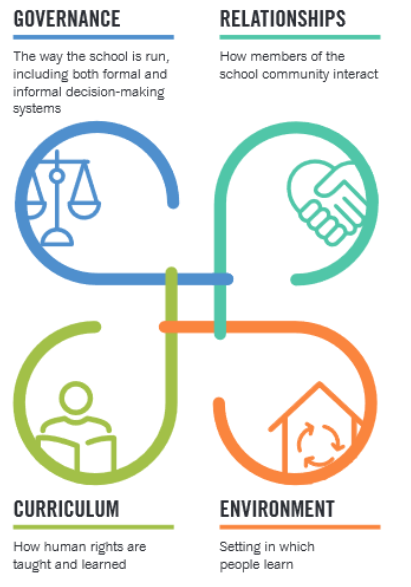 GOVERNANCE
The way the school is run,
including both formal and
informal decision-making
systems
RELATIONSHIPS
How members of the
school community interact
CURRICULUM
How human rights are
taught and learned
ENVIRONMENT
Setting in which
people learn